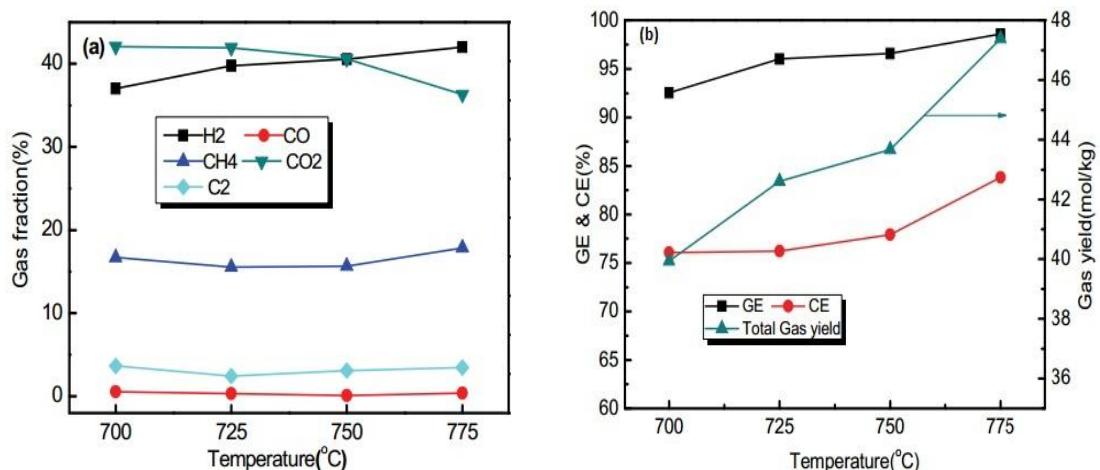 (a)
Gas fraction(%)
40
30
20
10
0
H2 CO
CH4 CO2
C2
700 725 750 775
Temperature(°C)
(b)
GE & CE(%)
100
95
90
85
80
75
70
65
60
GE CE
Total Gas yield
48
46
44
42
40
38
36
Gas yield(mol/kg)
700 725 750 775
Temperature(°C)